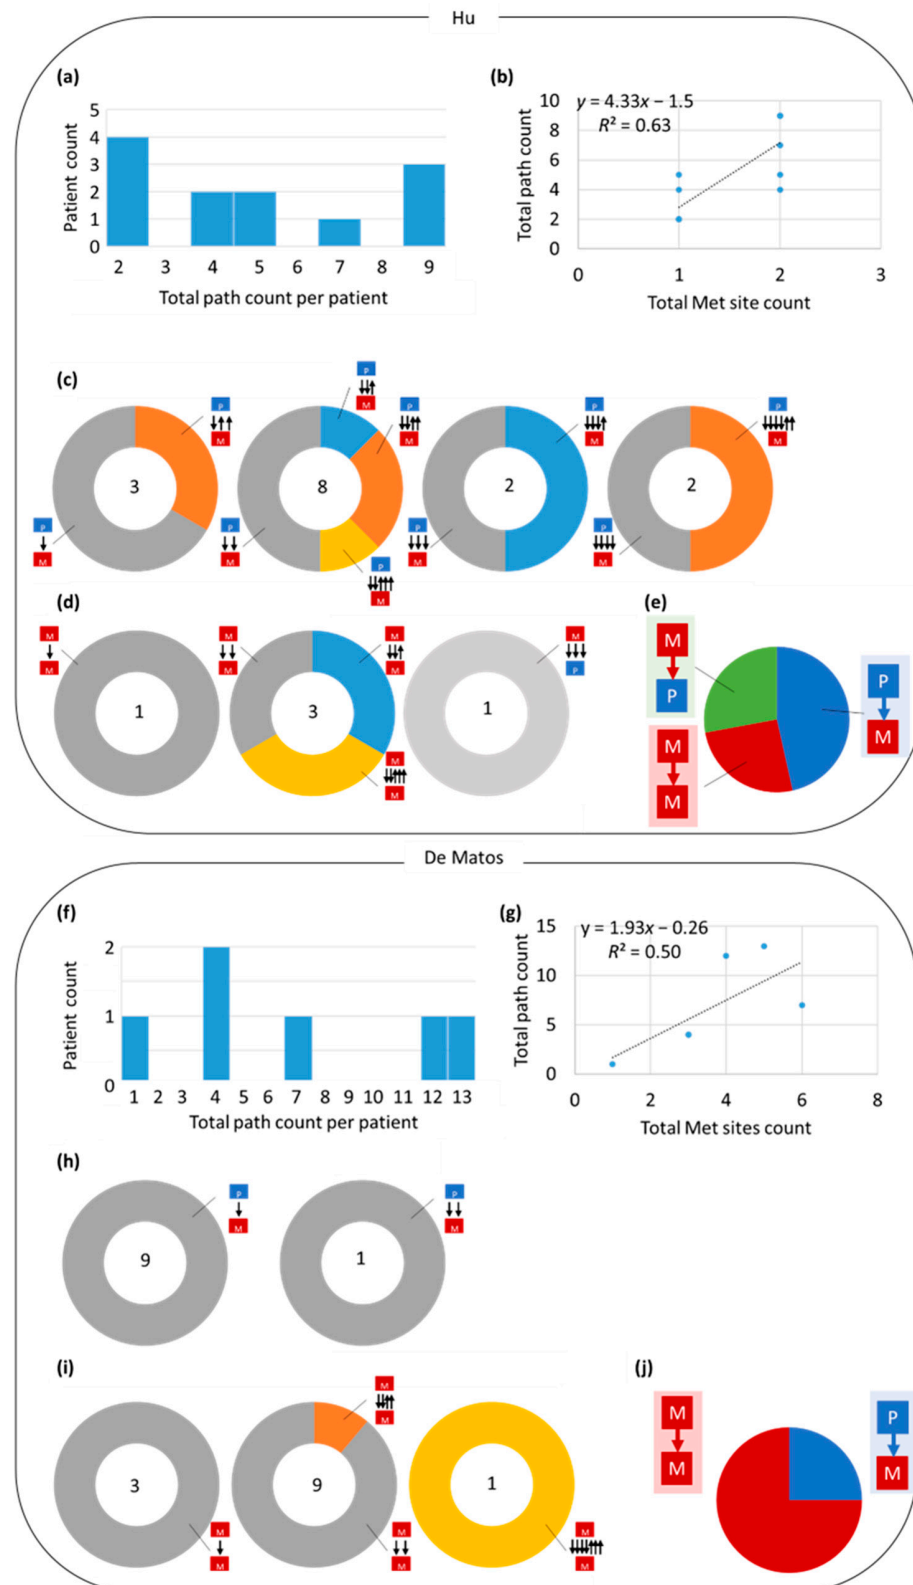 Hu
(a)
5
4
3
2
1
0
Patient count
2 3 4 5 6 7 8 9
Total path count per patient
(b)
y = 4.33x − 1.5
R² = 0.63
10
8
6
4
2
0
Total path count
0 1 2 3
Total Met site count
(c)
P
M
3
P
M
P
M
P
M
8
P
M
P
M
P
M
2
P
M
P
M
2
P
M
(d)
M
M
1
M
M
M
M
3
M
M
M
P
1
(e)
M
P
M
M
P
M
De Matos
(f)
2
1
0
Patient count
1 2 3 4 5 6 7 8 9 10 11 12 13
Total path count per patient
(g)
y = 1.93x − 0.26
R² = 0.50
15
10
5
0
Total path count
0 2 4 6 8
Total Met sites count
(h)
P
M
9
P
M
1
(i)
3
M
M
M
M
9
M
M
1
M
M
(j)
M
M
P
M